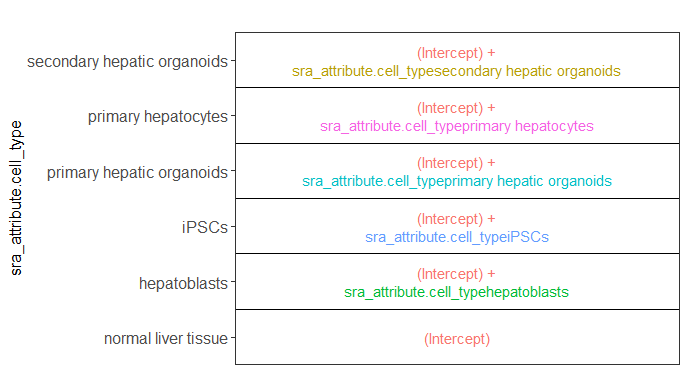 sra_attribute.cell_type
secondary hepatic organoids
(Intercept) +
sra_attribute.cell_typesecondary hepatic organoids
primary hepatocytes
(Intercept) +
sra_attribute.cell_typeprimary hepatocytes
primary hepatic organoids
(Intercept) +
sra_attribute.cell_typeprimary hepatic organoids
iPSCs
(Intercept) +
sra_attribute.cell_typeiPSCs
hepatoblasts
(Intercept) +
sra_attribute.cell_typehepatoblasts
normal liver tissue
(Intercept)